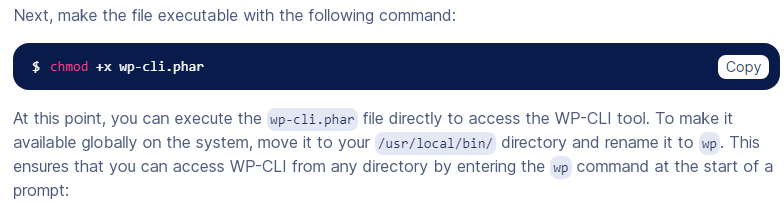 Next, make the file executable with the following command:
$ chmod +x wp-cli.phar
Copy
At this point, you can execute the wp-cli.phar file directly to access the WP-CLI tool. To make it
available globally on the system, move it to your /usr/local/bin/ directory and rename it to wp. This
ensures that you can access WP-CLI from any directory by entering the wp command at the start of a
prompt: